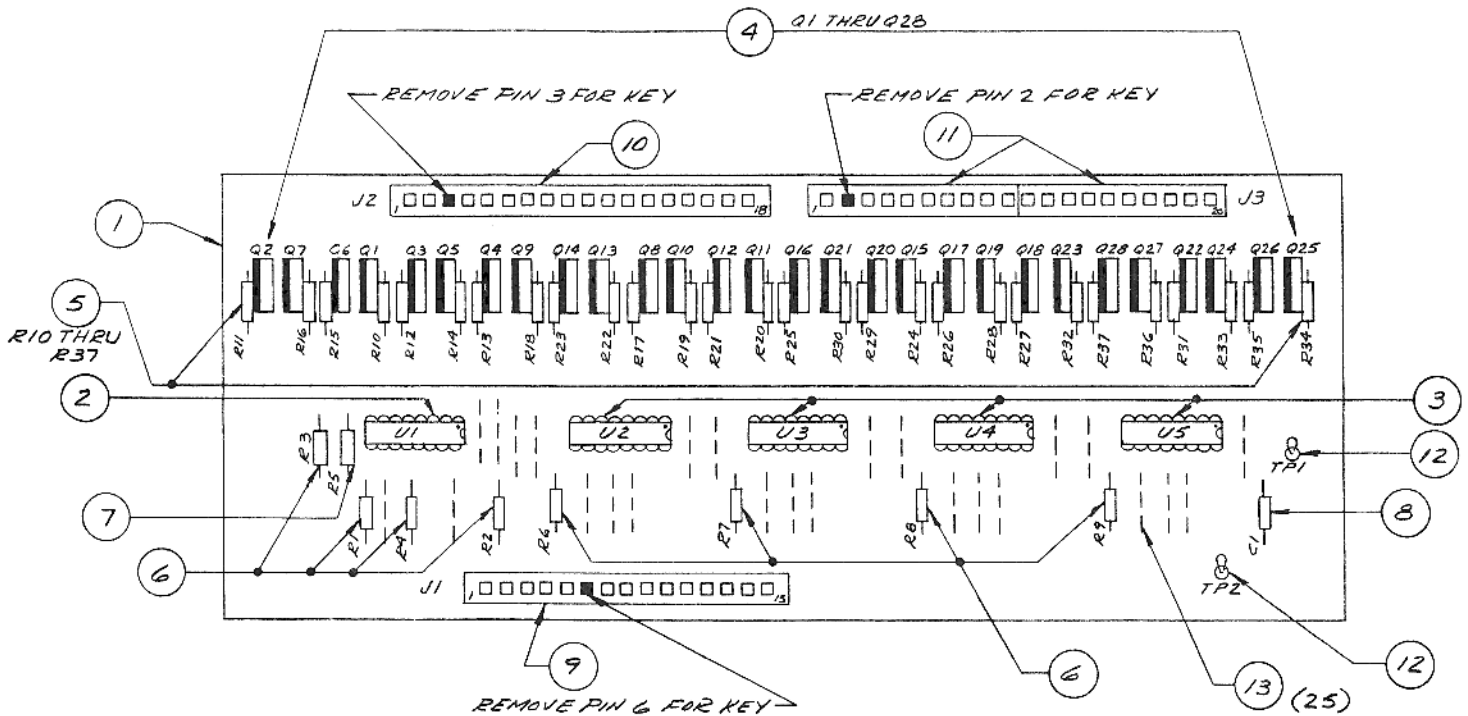 4
Q1 THRU Q28
REMOVE PIN 3 FOR KEY
REMOVE PIN 2 FOR KEY
10
11
J2
1
18
1
20
J3
1
Q2 Q7 Q6 Q1 Q3 Q5 Q4 Q9 Q14 Q13 Q8 Q10 Q12 Q11 Q16 Q21 Q20 Q15 Q17 Q19 Q18 Q23 Q28 Q27 Q22 Q24 Q26 Q25
5
R10 THRU
R37
R11 R16 R15 R10 R12 R14 R13 R18 R23 R22 R17 R19 R21 R20 R25 R30 R29 R24 R26 R28 R27 R32 R37 R36 R31 R33 R35 R34
2
3
U1 U2 U3 U4 U5
R3
R5
TP1
12
7
R1 R4 R2 R6 R7 R8 R9 C1
8
6
J1
1
15
TP2
9
6
13 (25)
12
REMOVE PIN 6 FOR KEY